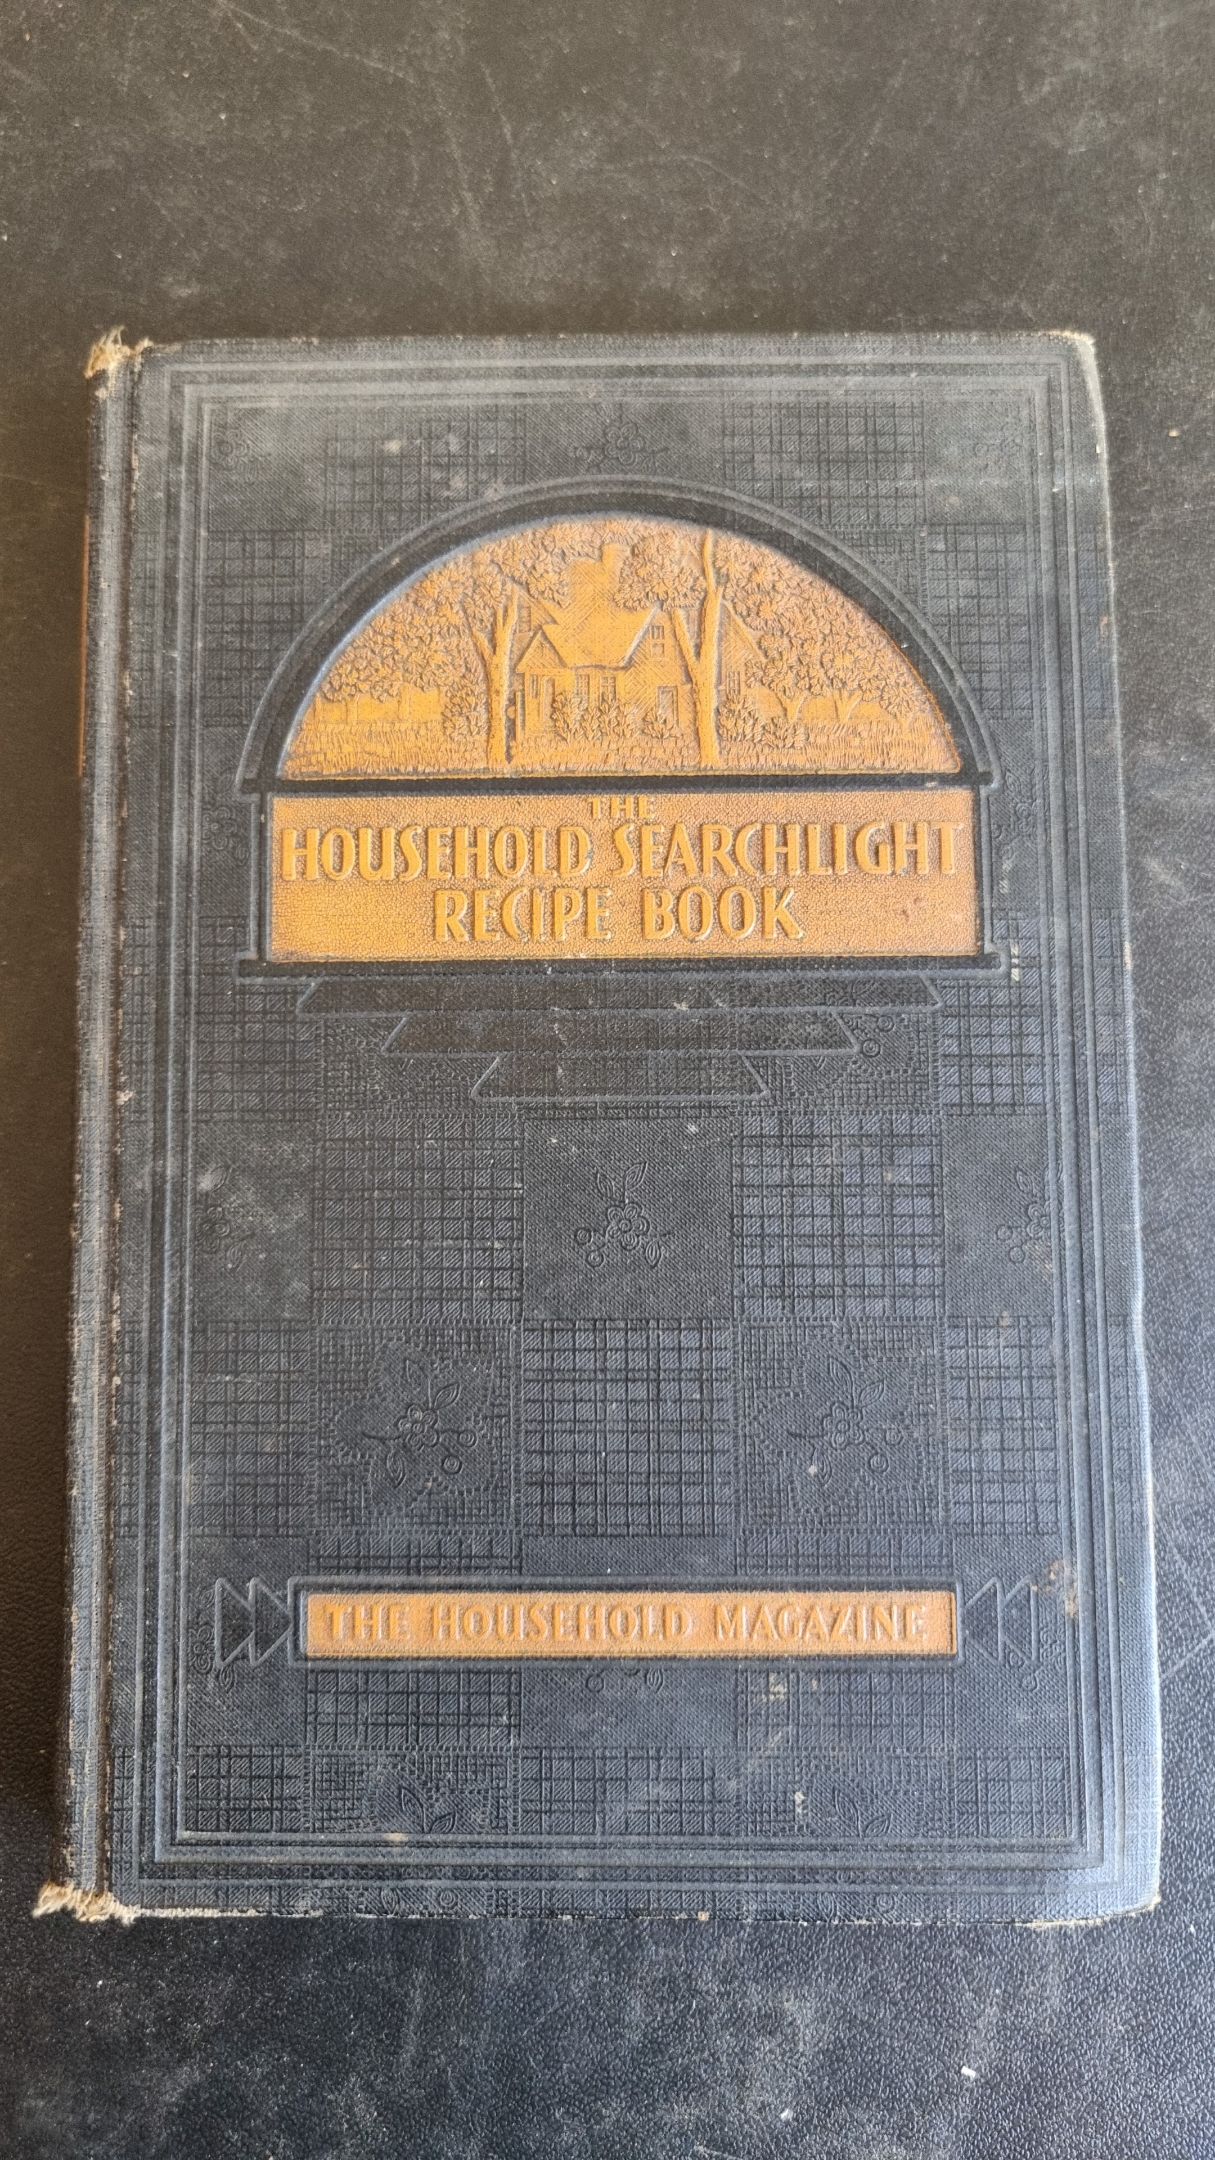 THE
HOUSEHOLD SEARCHLIGHT
RECIPE BOOK
THE HOUSEHOLD MAGAZINE